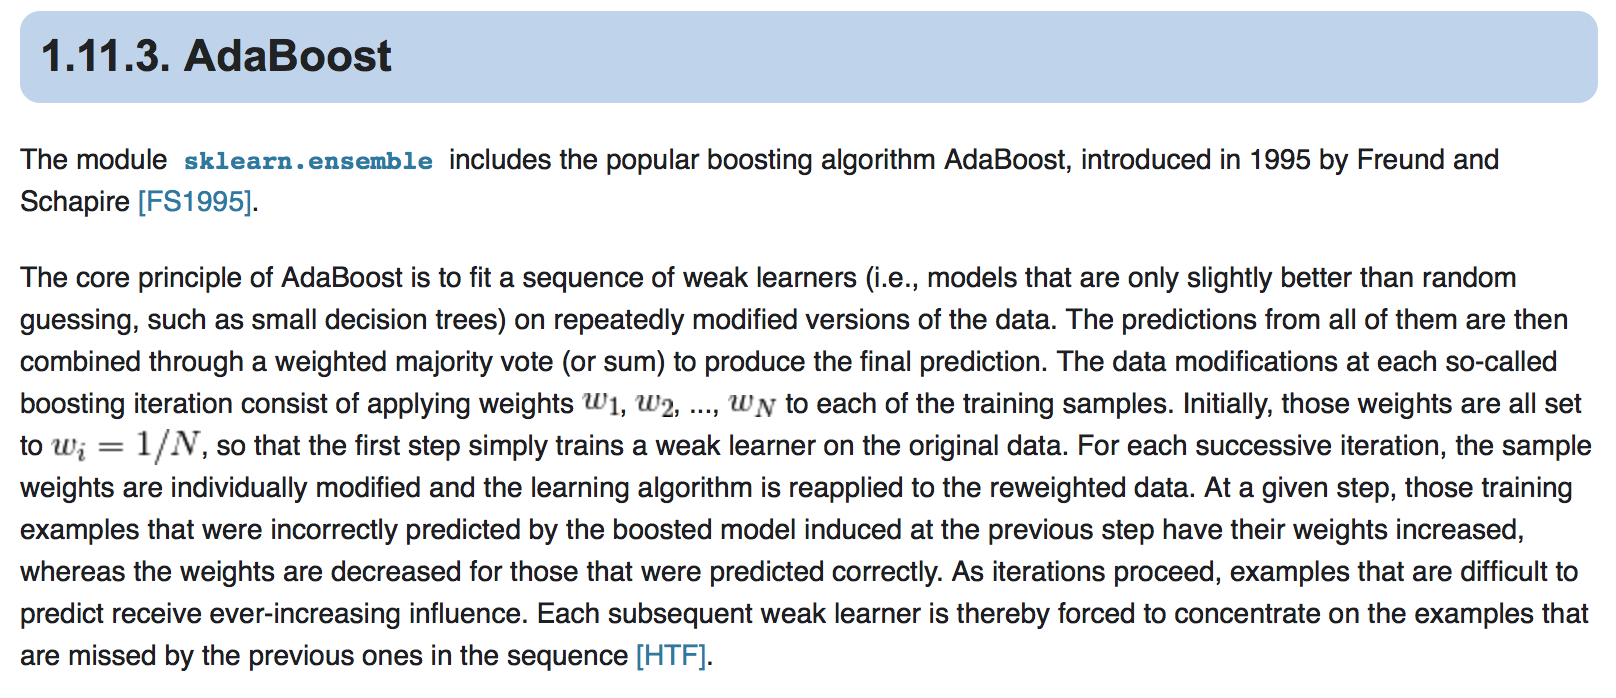 1.11.3. AdaBoost
The module sklearn.ensemble includes the popular boosting algorithm AdaBoost, introduced in 1995 by Freund and
Schapire [FS1995].
The core principle of AdaBoost is to fit a sequence of weak learners (i.e., models that are only slightly better than random
guessing, such as small decision trees) on repeatedly modified versions of the data. The predictions from all of them are then
combined through a weighted majority vote (or sum) to produce the final prediction. The data modifications at each so-called
boosting iteration consist of applying weights w₁, w₂, ..., w_N to each of the training samples. Initially, those weights are all set
to w_i = 1/N, so that the first step simply trains a weak learner on the original data. For each successive iteration, the sample
weights are individually modified and the learning algorithm is reapplied to the reweighted data. At a given step, those training
examples that were incorrectly predicted by the boosted model induced at the previous step have their weights increased,
whereas the weights are decreased for those that were predicted correctly. As iterations proceed, examples that are difficult to
predict receive ever-increasing influence. Each subsequent weak learner is thereby forced to concentrate on the examples that
are missed by the previous ones in the sequence [HTF].